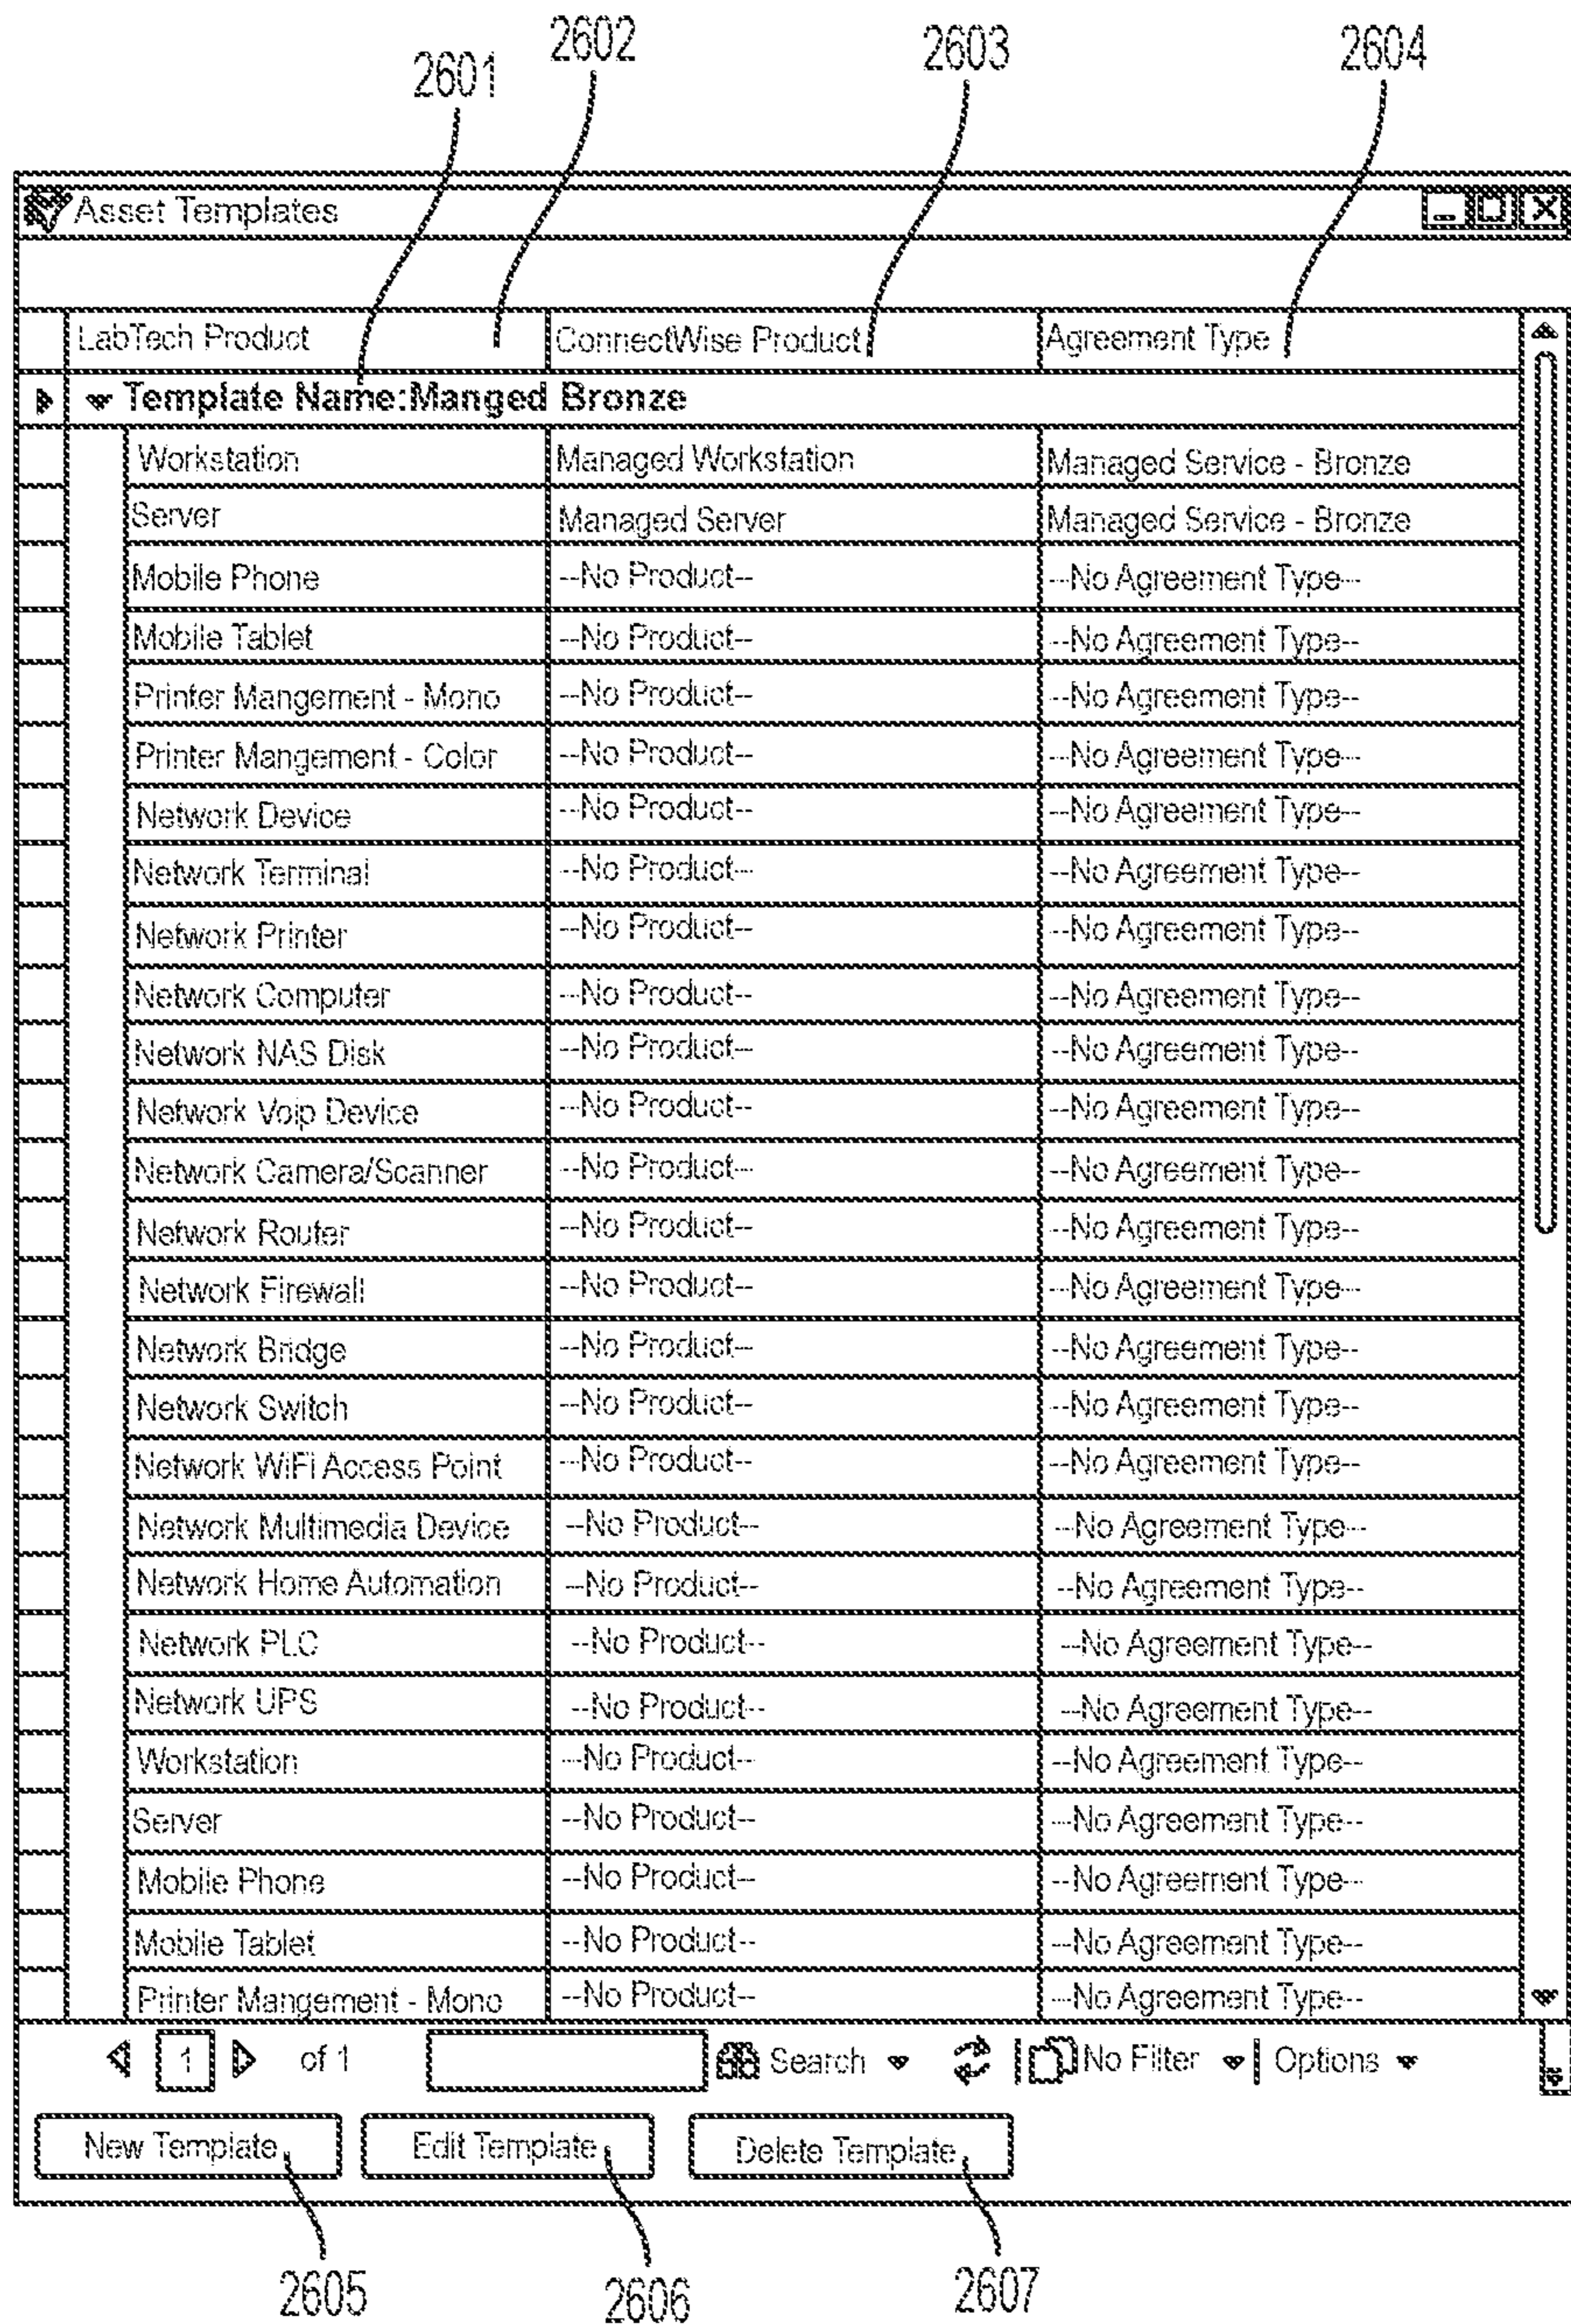 2601 2602 2603 2604
Asset Templates
LabTech Product ConnectWise Product Agreement Type
Template Name:Manged Bronze
Workstation Managed Workstation Managed Service - Bronze
Server Managed Server Managed Service - Bronze
Mobile Phone --No Product-- --No Agreement Type--
Mobile Tablet --No Product-- --No Agreement Type--
Printer Mangement - Mono --No Product-- --No Agreement Type--
Printer Mangement - Color --No Product-- --No Agreement Type--
Network Device --No Product-- --No Agreement Type--
Network Terminal --No Product-- --No Agreement Type--
Network Printer --No Product-- --No Agreement Type--
Network Computer --No Product-- --No Agreement Type--
Network NAS Disk --No Product-- --No Agreement Type--
Network Voip Device --No Product-- --No Agreement Type--
Network Camera/Scanner --No Product-- --No Agreement Type--
Network Router --No Product-- --No Agreement Type--
Network Firewall --No Product-- --No Agreement Type--
Network Bridge --No Product-- --No Agreement Type--
Network Switch --No Product-- --No Agreement Type--
Network WiFi Access Point --No Product-- --No Agreement Type--
Network Multimedia Device --No Product-- --No Agreement Type--
Network Home Automation --No Product-- --No Agreement Type--
Network PLC --No Product-- --No Agreement Type--
Network UPS --No Product-- --No Agreement Type--
Workstation --No Product-- --No Agreement Type--
Server --No Product-- --No Agreement Type--
Mobile Phone --No Product-- --No Agreement Type--
Mobile Tablet --No Product-- --No Agreement Type--
Printer Mangement - Mono --No Product-- --No Agreement Type--
1 of 1 Search No Filter Options
New Template Edit Template Delete Template
2605 2606 2607